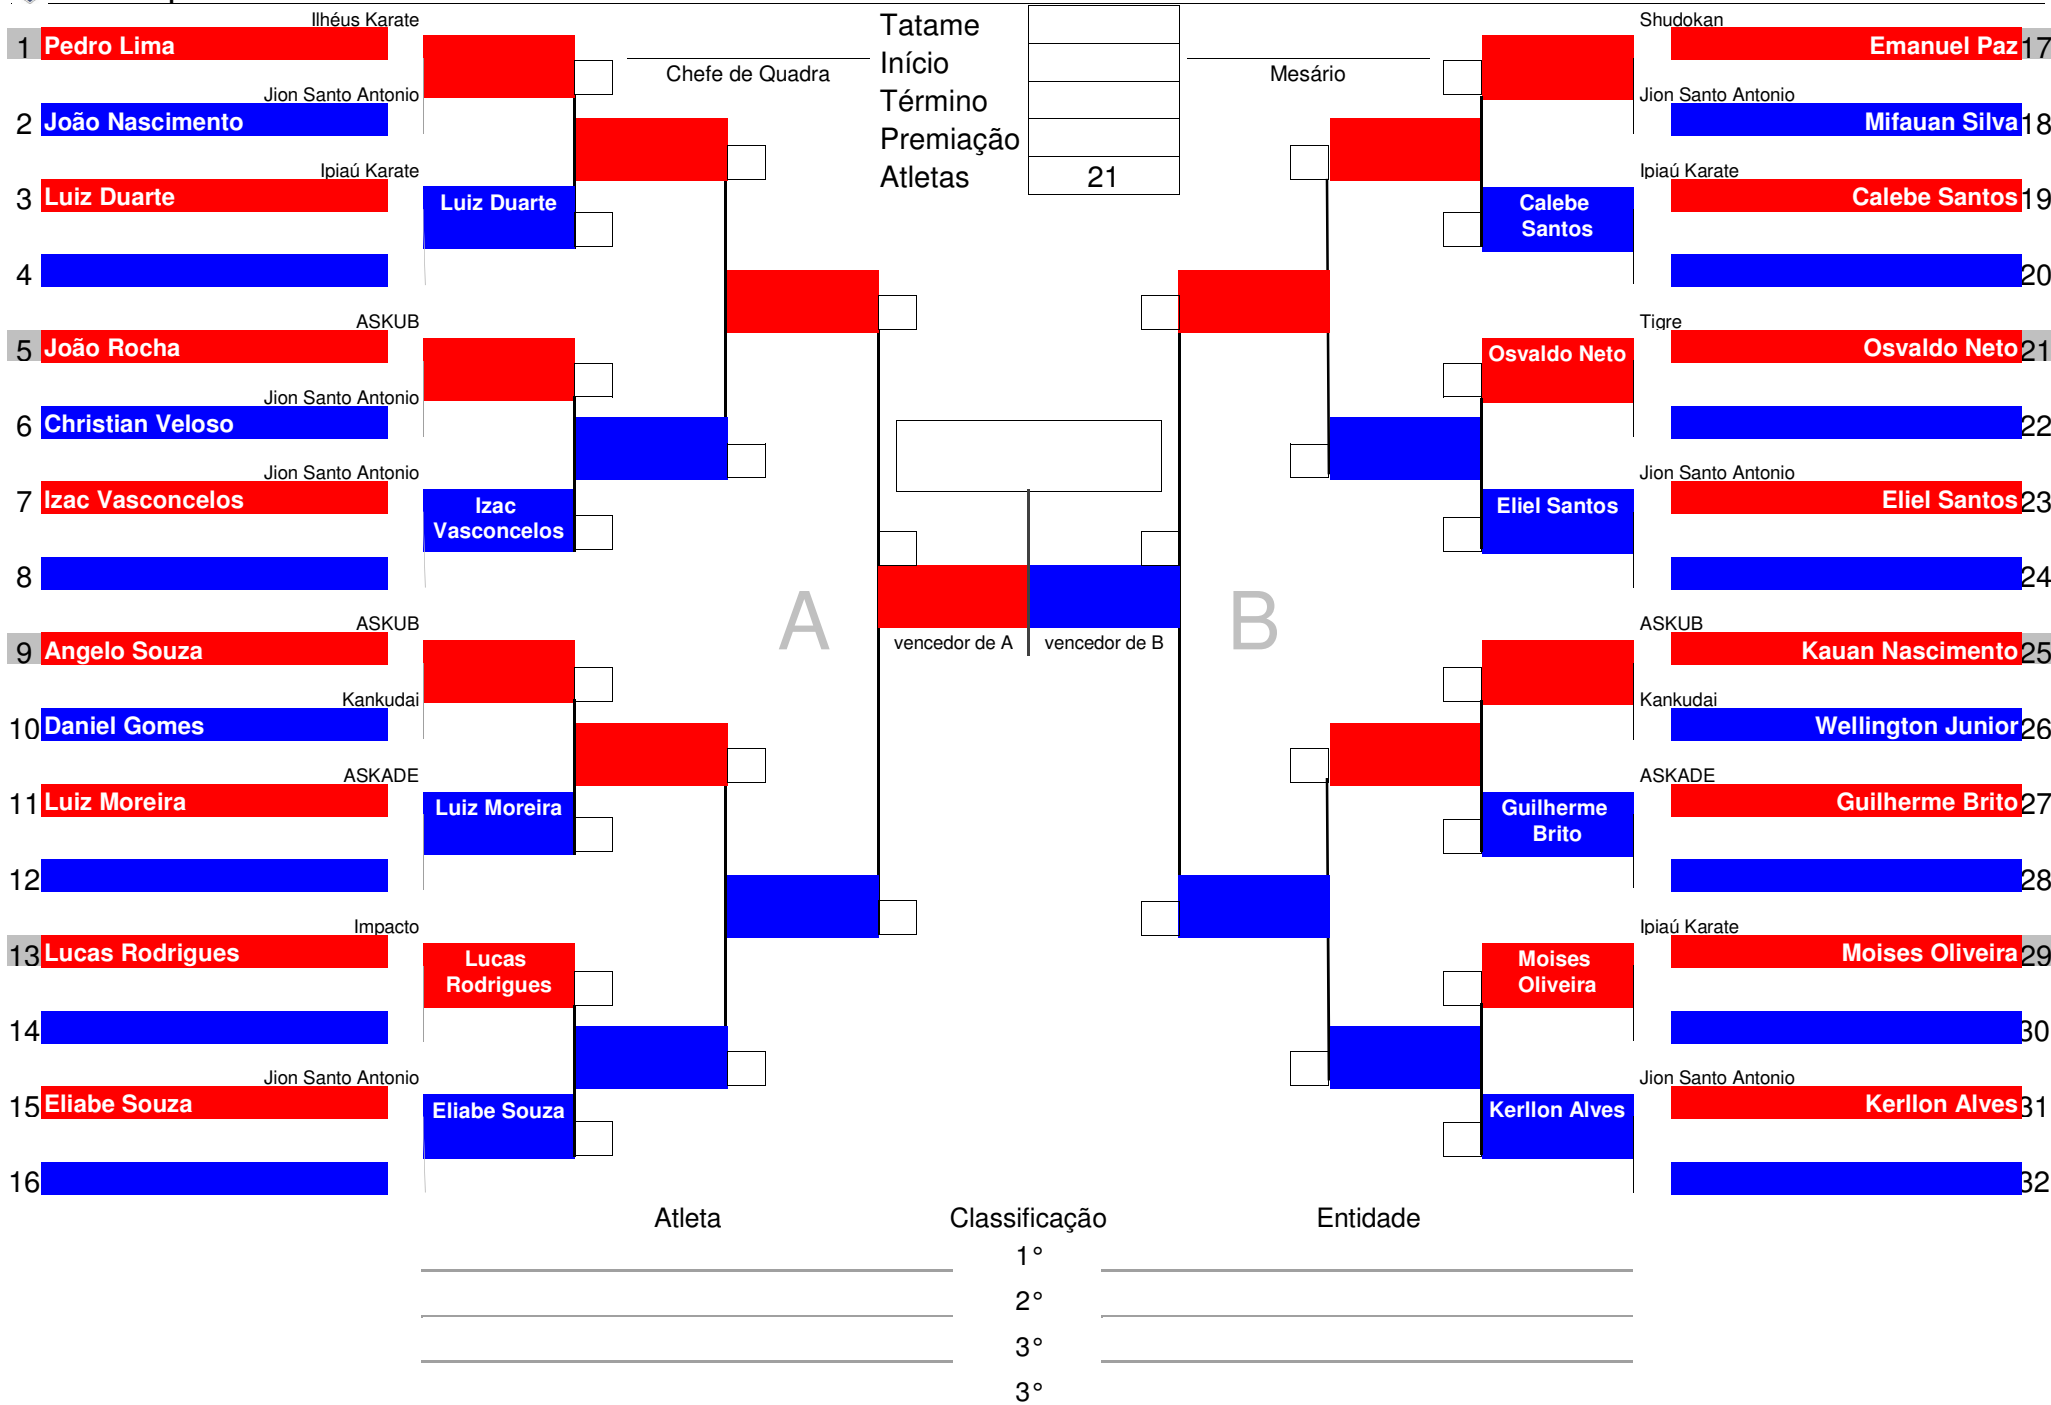 Ilhéus Karate
1 Pedro Lima
Jion Santo Antonio
2 João Nascimento
Ipiaú Karate
3 Luiz Duarte
4
ASKUB
5 João Rocha
Jion Santo Antonio
6 Christian Veloso
Jion Santo Antonio
7 Izac Vasconcelos
8
ASKUB
9 Angelo Souza
Kankudai
10 Daniel Gomes
ASKADE
11 Luiz Moreira
12
Impacto
13 Lucas Rodrigues
14
Jion Santo Antonio
15 Eliabe Souza
16
Luiz Duarte
Izac
Vasconcelos
Luiz Moreira
Lucas
Rodrigues
Eliabe Souza
Chefe de Quadra
Tatame
Início
Término
Premiação
Atletas 21
Mesário
A
vencedor de A
vencedor de B
B
Calebe
Santos
Osvaldo Neto
Eliel Santos
Guilherme
Brito
Moises
Oliveira
Kerllon Alves
Shudokan
Emanuel Paz 17
Jion Santo Antonio
Mifauan Silva 18
Ipiaú Karate
Calebe Santos 19
20
Tigre
Osvaldo Neto 21
22
Jion Santo Antonio
Eliel Santos 23
24
ASKUB
Kauan Nascimento 25
Kankudai
Wellington Junior 26
ASKADE
Guilherme Brito 27
28
Ipiaú Karate
Moises Oliveira 29
30
Jion Santo Antonio
Kerllon Alves 31
32
Atleta Classificação Entidade
1°
2°
3°
3°